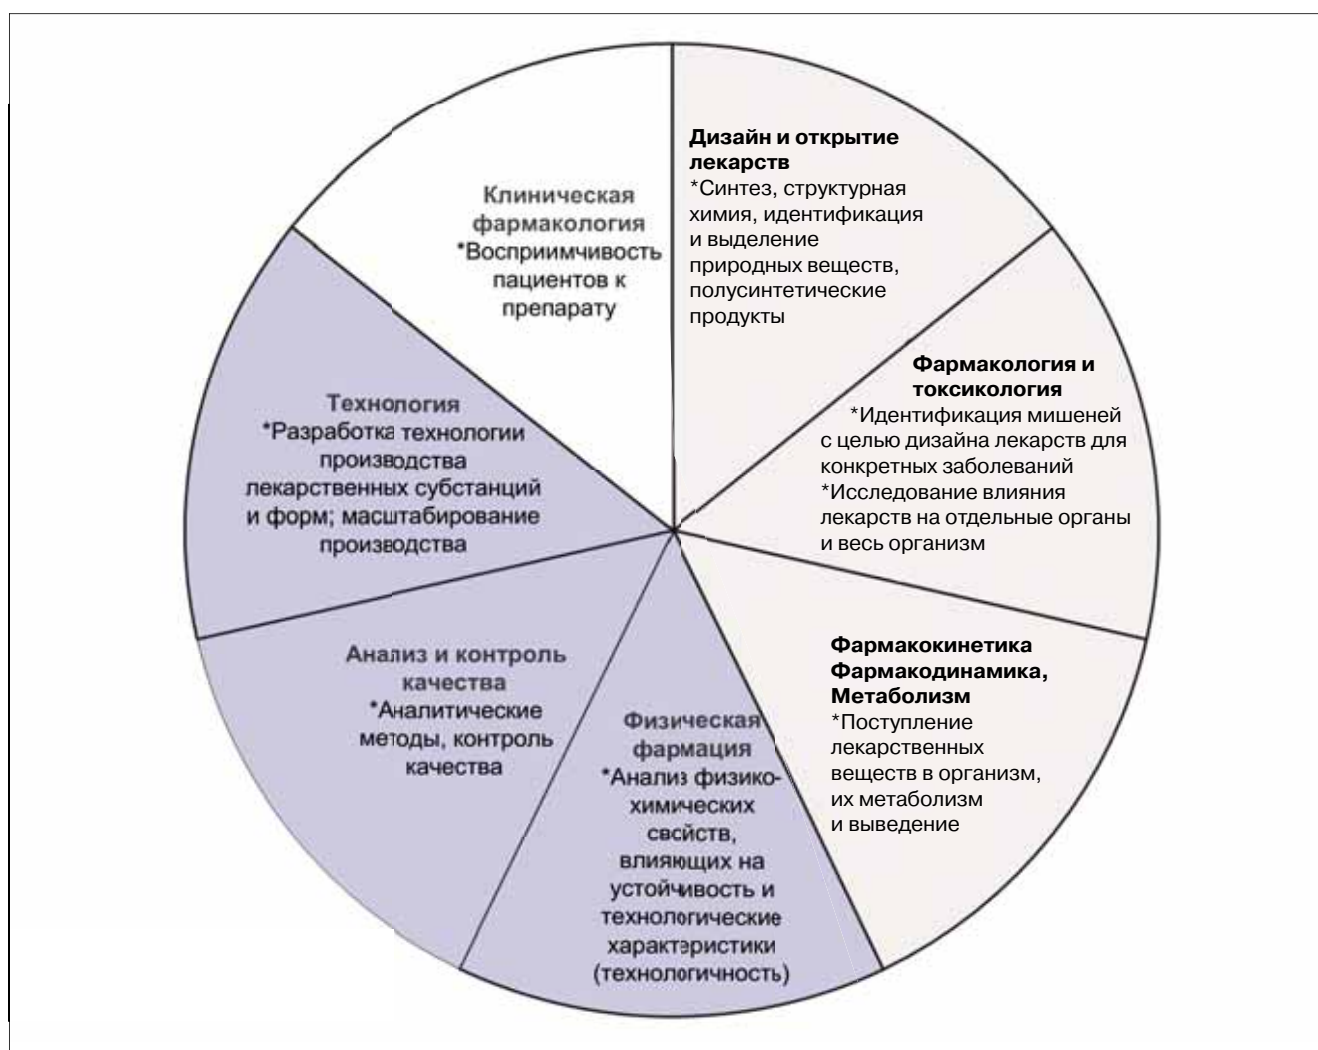 Дизайн и открытие
лекарств
*Синтез, структурная
химия, идентификация
и выделение
природных веществ,
полусинтетические
продукты
Фармакология и
токсикология
*Идентификация мишеней
с целью дизайна лекарств для
конкретных заболеваний
*Исследование влияния
лекарств на отдельные органы
и весь организм
Фармакокинетика
Фармакодинамика,
Метаболизм
*Поступление
лекарственных
веществ в организм,
их метаболизм
и выведение
Физическая
фармация
*Анализ физико-
химических
свойств,
влияющих на
устойчивость и
технологические
характеристики
(технологичность)
Анализ и контроль
качества
*Аналитические
методы, контроль
качества
Технология
*Разработка технологии
производства
лекарственных субстанций
и форм; масштабирование
производства
Клиническая
фармакология
*Восприимчивость
пациентов к
препарату